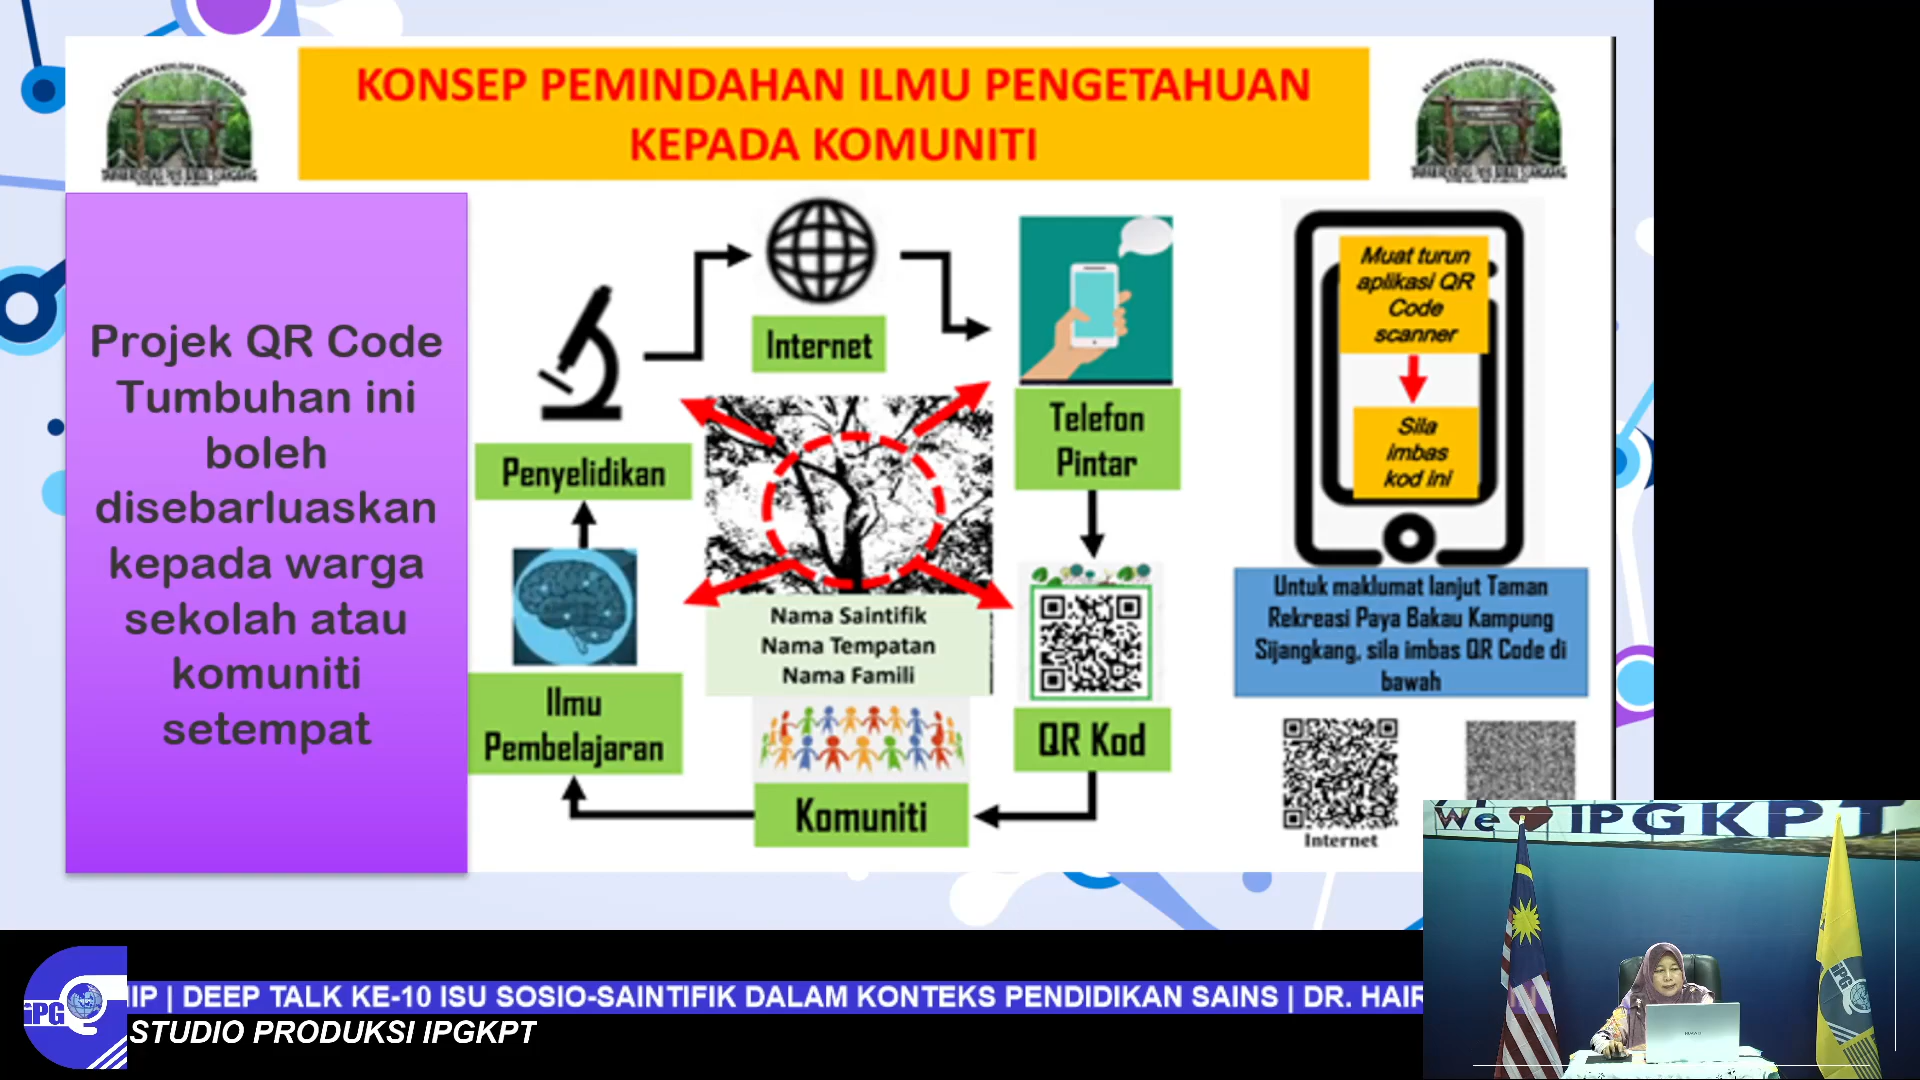 KONSEP PEMINDAHAN ILMU PENGETAHUAN
KEPADA KOMUNITI
Projek QR Code
Tumbuhan ini
boleh
disebarluaskan
kepada warga
sekolah atau
komuniti
setempat
Internet
Telefon
Pintar
Penyelidikan
Nama Saintifik
Nama Tempatan
Nama Famili
Ilmu
Pembelajaran
QR Kod
Komuniti
Muat turun
aplikasi QR
Code
scanner
Sila
imbas
kod ini
Untuk maklumat lanjut Taman
Rekreasi Paya Bakau Kampung
Sijangkang, sila imbas QR Code di
bawah
Internet
We IPGKPT
iPG
IP | DEEP TALK KE-10 ISU SOSIO-SAINTIFIK DALAM KONTEKS PENDIDIKAN SAINS | DR. HAIR
STUDIO PRODUKSI IPGKPT
iPG
HUAWEI